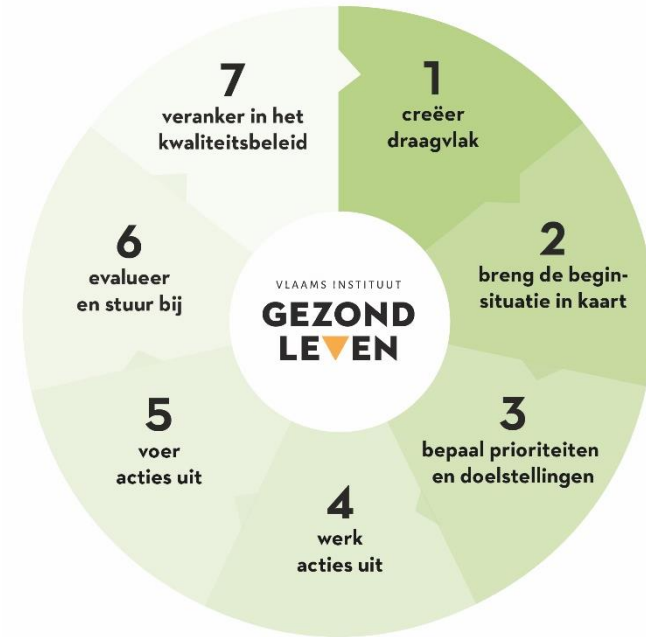 1
creëer
draagvlak
2
breng de begin-
situatie in kaart
3
bepaal prioriteiten
en doelstellingen
4
werk
acties uit
5
voer
acties uit
6
evalueer
en stuur bij
7
veranker in het
kwaliteitsbeleid
VLAAMS INSTITUUT
GEZOND
LEVEN